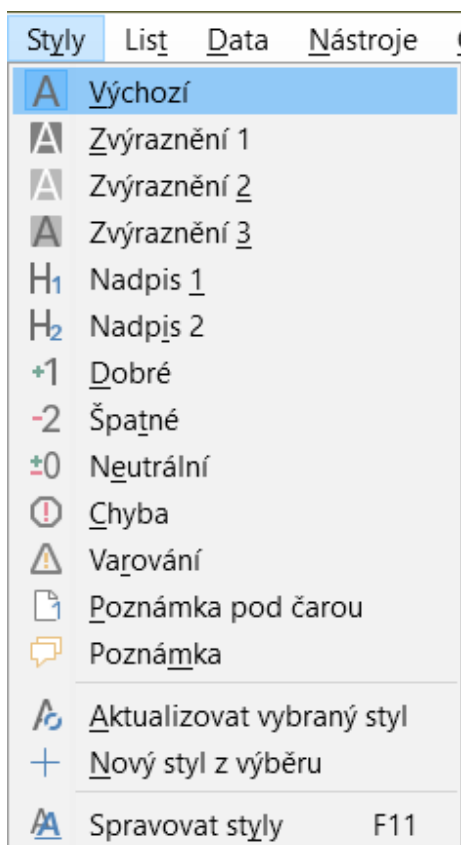 Styly List Data Nástroje
Výchozí
Zvýraznění 1
Zvýraznění 2
Zvýraznění 3
Nadpis 1
Nadpis 2
Dobré
Špatné
Neutrální
Chyba
Varování
Poznámka pod čarou
Poznámka
Aktualizovat vybraný styl
Nový styl z výběru
Spravovat styly F11